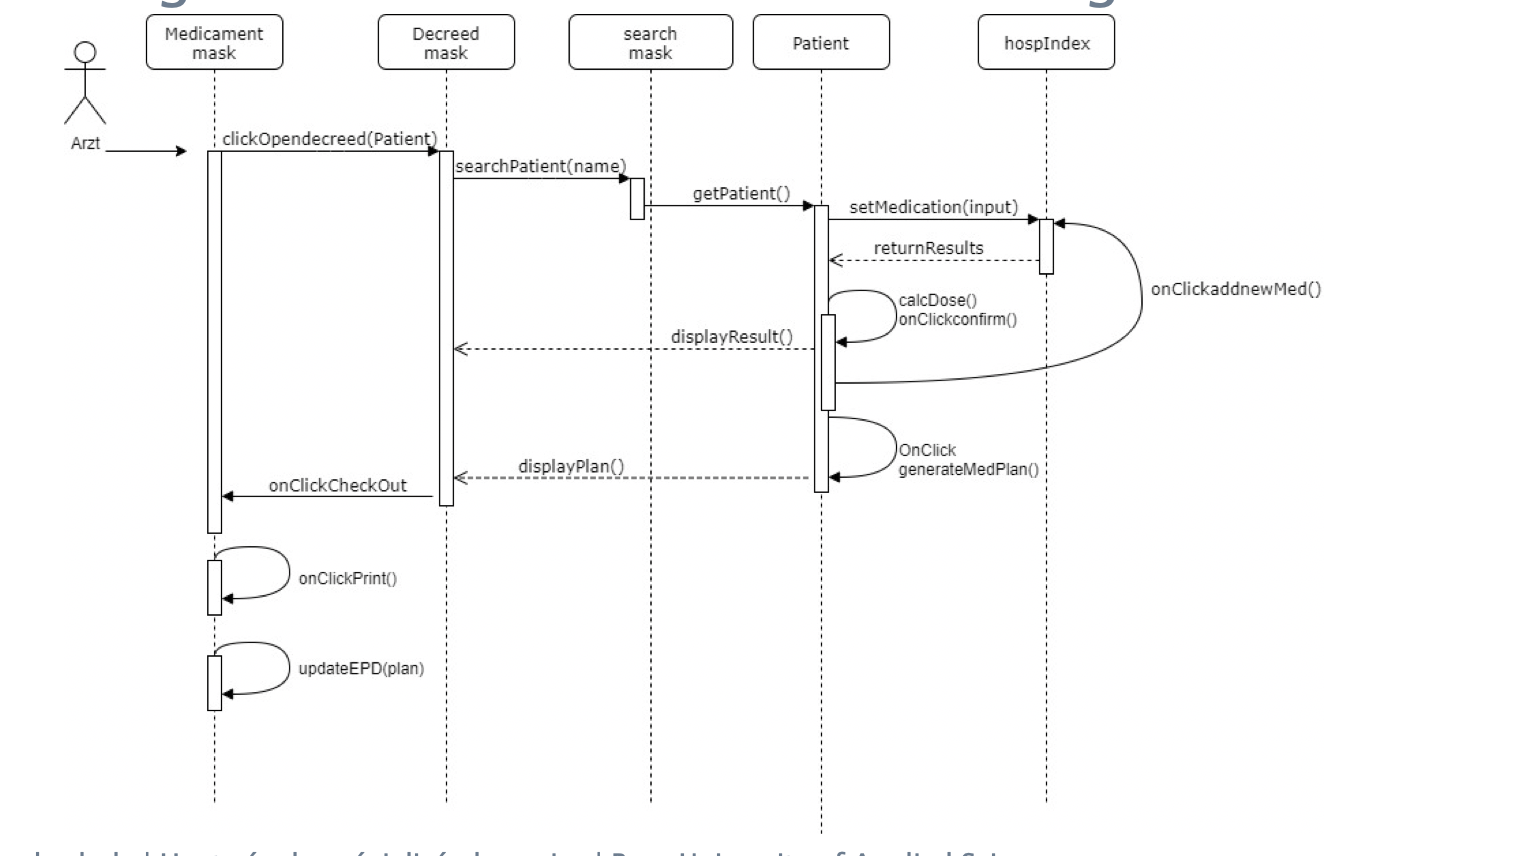 Medicament
mask
Decreed
mask
search
mask
Patient
hospIndex
Arzt
clickOpendecreed(Patient)
searchPatient(name)
getPatient()
setMedication(input)
returnResults
onClickaddnewMed()
calcDose()
onClickconfirm()
displayResult()
OnClick
generateMedPlan()
displayPlan()
onClickCheckOut
onClickPrint()
updateEPD(plan)